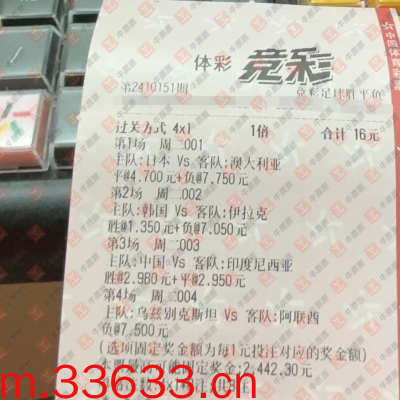 体彩 竞彩
第2410151期 竞彩足球胜平负
过关方式 4x1 1倍 合计 16元
第1场 周二001
主队:日本 Vs 客队:澳大利亚
平@4.700元+负@7.750元
第2场 周二002
主队:韩国 Vs 客队:伊拉克
胜@1.350元+负@7.050元
第3场 周二003
主队:中国 Vs 客队:印度尼西亚
胜@2.980元+平@2.950元
第4场 周二004
主队:乌兹别克斯坦 Vs 客队:阿联酋
负@7.500元
(选项固定奖金额为每1元投注对应的奖金额)
固定奖金:2,442.30元
m.33633.cn